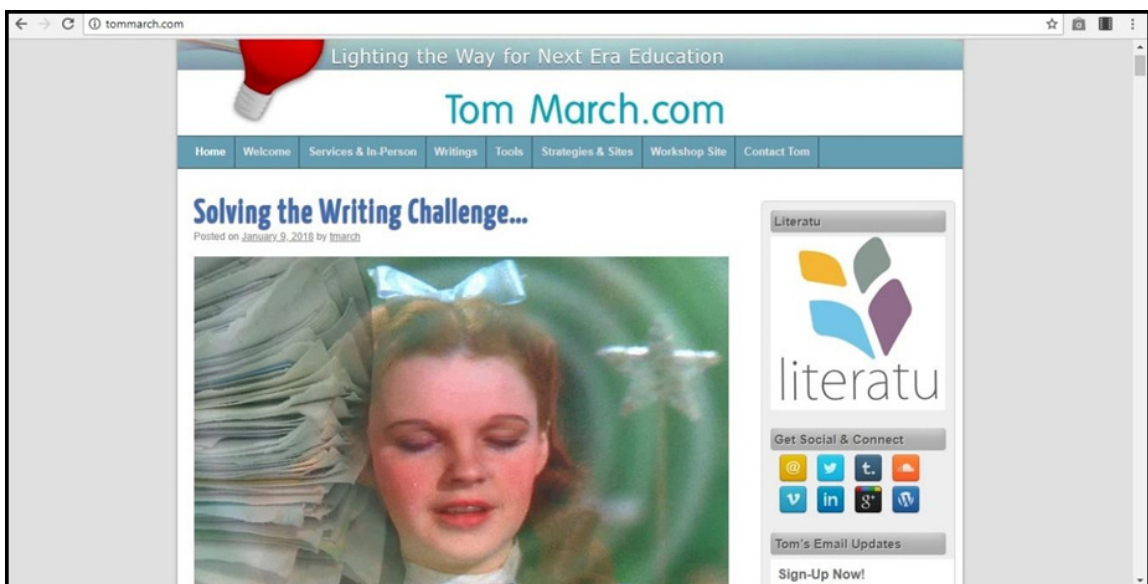 tommarch.com
Lighting the Way for Next Era Education
Tom March.com
Home Welcome Services & In-Person Writings Tools Strategies & Sites Workshop Site Contact Tom
Solving the Writing Challenge...
Posted on January 9, 2018 by tmarch
Literatu
literatu
Get Social & Connect
@ t.
v in g+ W
Tom's Email Updates
Sign-Up Now!